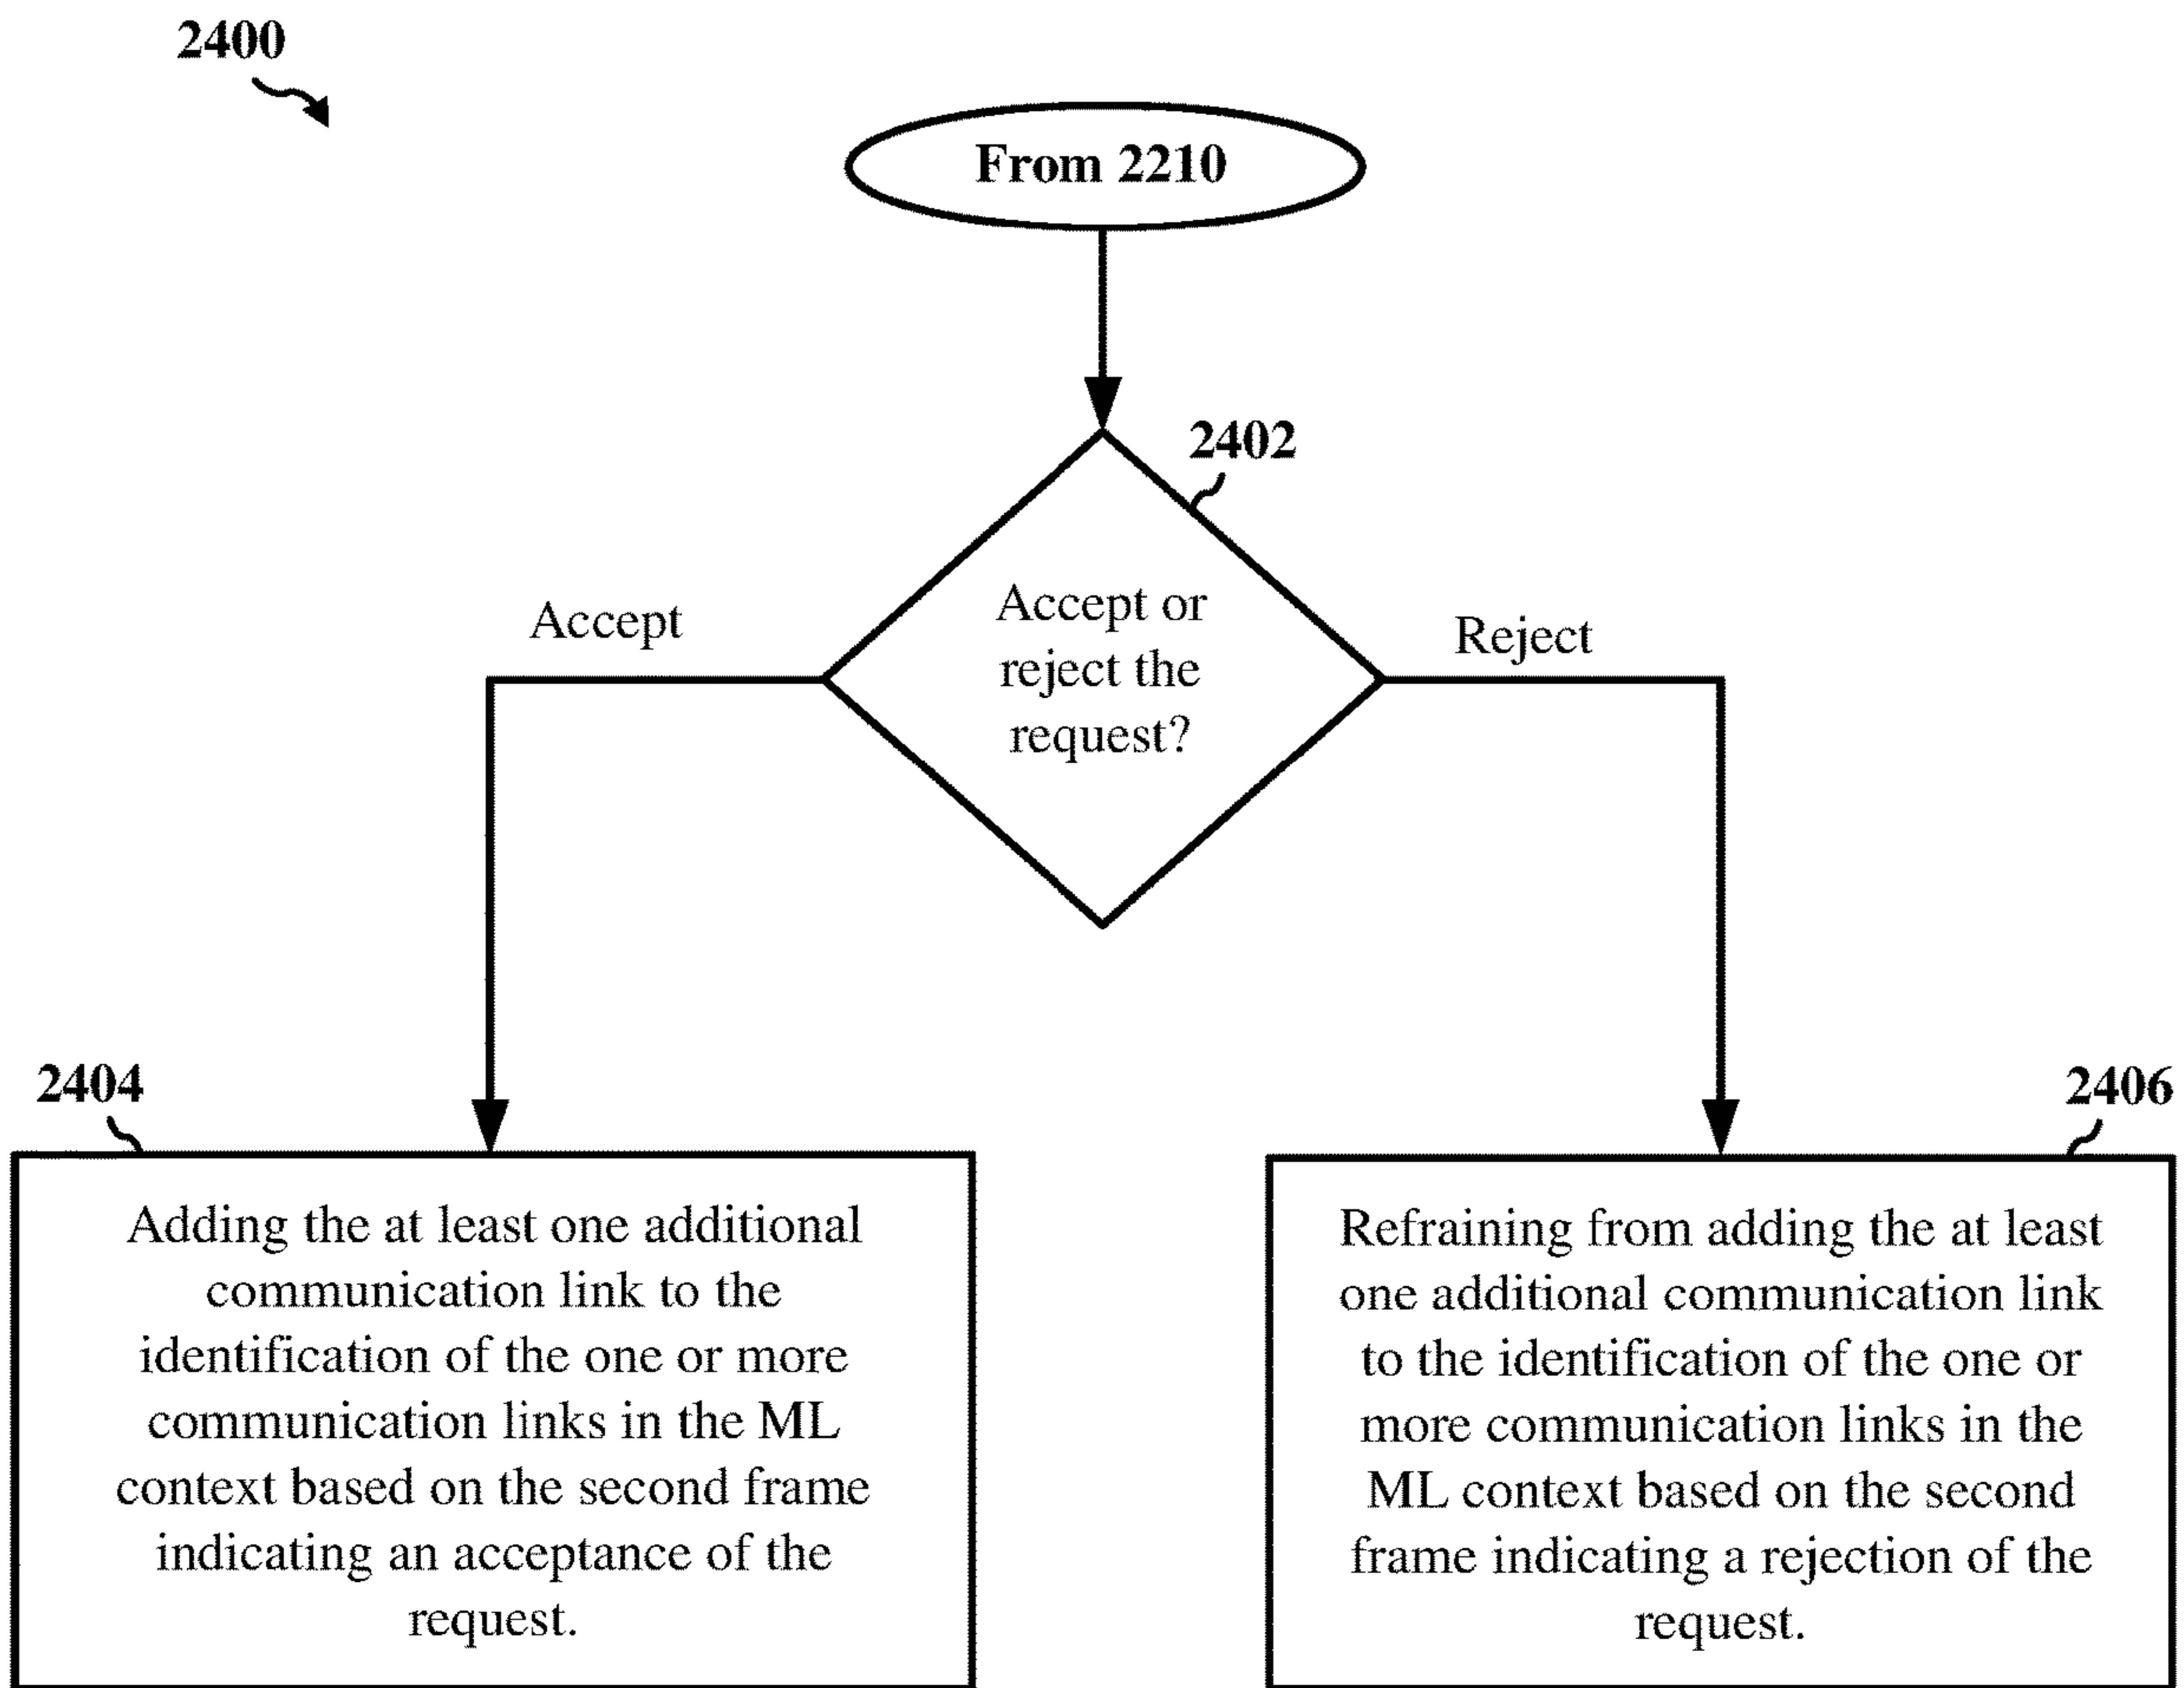 2400
From 2210
2402
Accept or
reject the
request?
Accept
Reject
2404
Adding the at least one additional
communication link to the
identification of the one or more
communication links in the ML
context based on the second frame
indicating an acceptance of the
request.
2406
Refraining from adding the at least
one additional communication link
to the identification of the one or
more communication links in the
ML context based on the second
frame indicating a rejection of the
request.